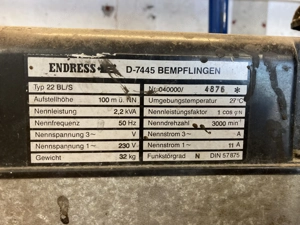 ENDRESS D-7445 BEMPFLINGEN
Typ 22 BL/S Nr. 040000/ 4876 *
Aufstellhöhe 100 m ü. NN Umgebungstemperatur 27°C
Nennleistung 2,2 kVA Nennleistungsfaktor 1 cos φ N
Nennfrequenz 50 Hz Nenndrehzahl 3000 min⁻¹
Nennspannung 3~ V Nennstrom 3~ A
Nennspannung 1~ 230 V Nennstrom 1~ 11 A
Gewicht 32 kg Funkstörgrad N DIN 57875